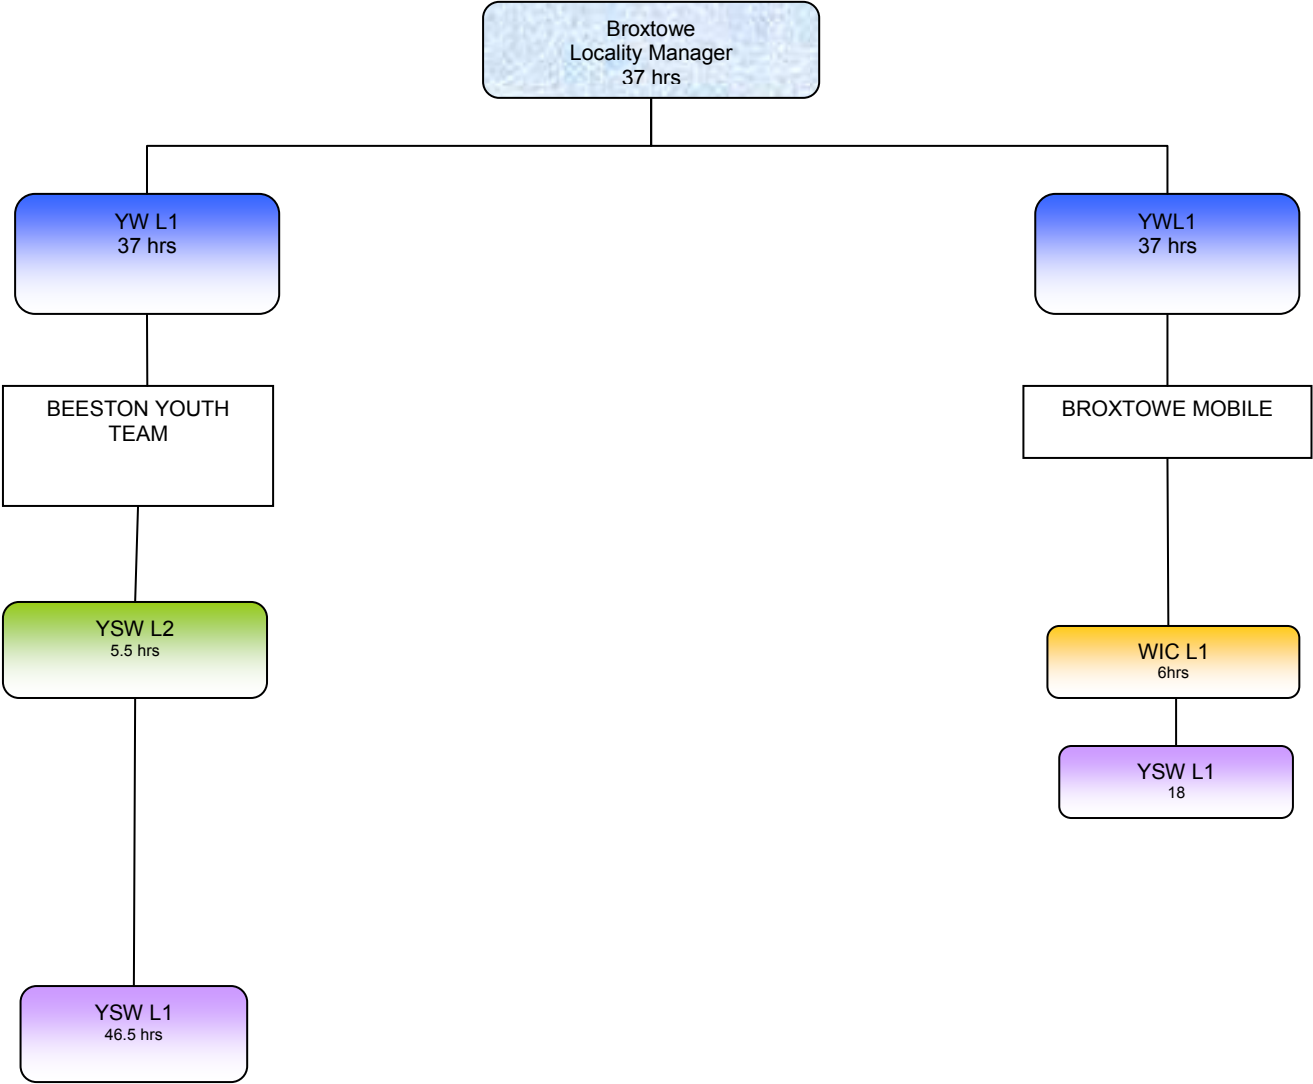 Broxtowe
Locality Manager
37 hrs
YW L1
37 hrs
YWL1
37 hrs
BEESTON YOUTH
TEAM
BROXTOWE MOBILE
YSW L2
5.5 hrs
WIC L1
6hrs
YSW L1
18
YSW L1
46.5 hrs